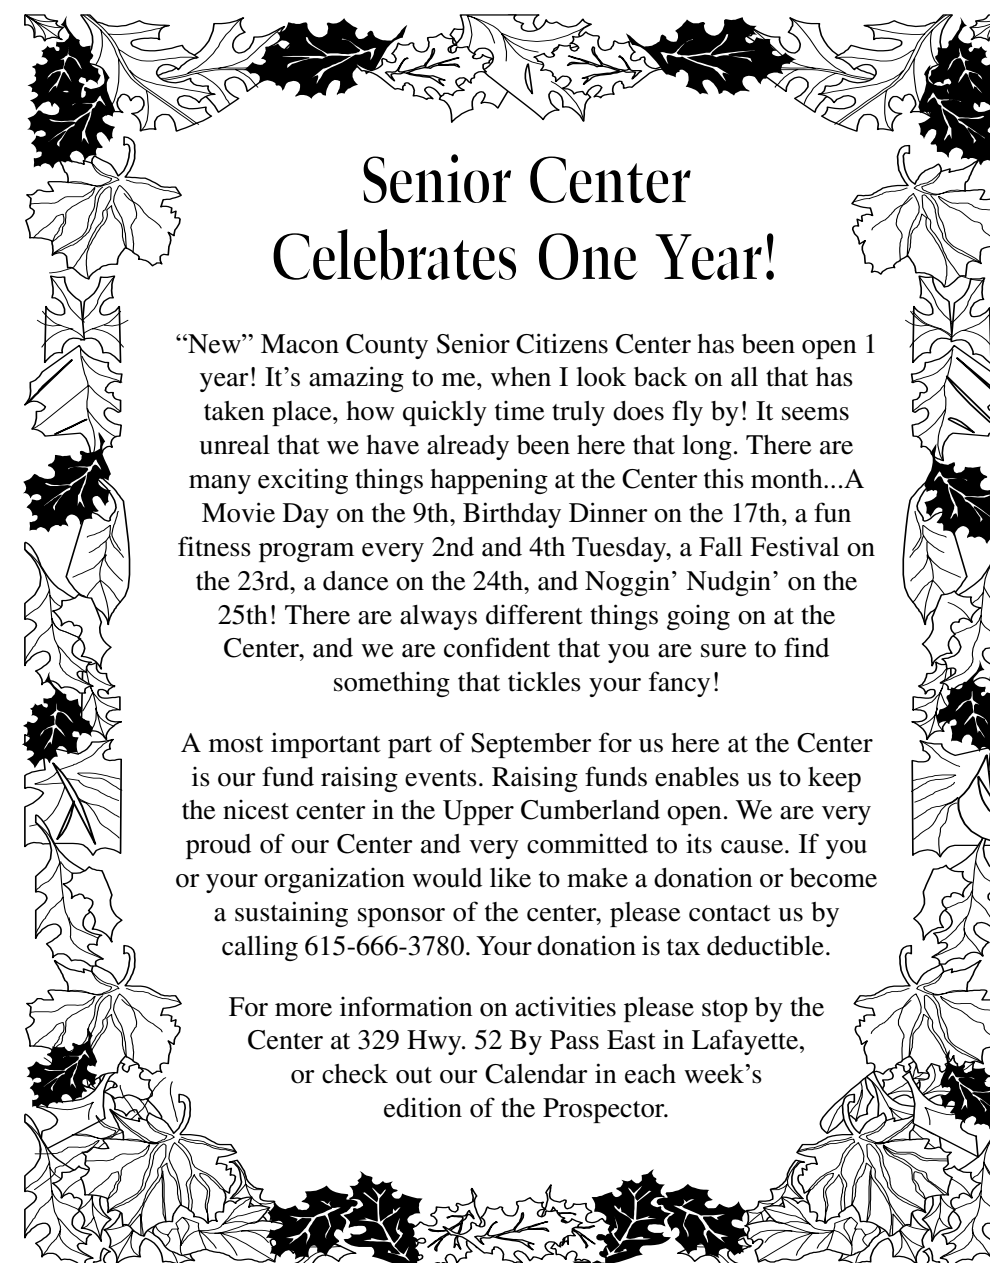 Senior Center
Celebrates One Year!
“New” Macon County Senior Citizens Center has been open 1
year! It’s amazing to me, when I look back on all that has
taken place, how quickly time truly does fly by! It seems
unreal that we have already been here that long. There are
many exciting things happening at the Center this month...A
Movie Day on the 9th, Birthday Dinner on the 17th, a fun
fitness program every 2nd and 4th Tuesday, a Fall Festival on
the 23rd, a dance on the 24th, and Noggin’ Nudgin’ on the
25th! There are always different things going on at the
Center, and we are confident that you are sure to find
something that tickles your fancy!
A most important part of September for us here at the Center
is our fund raising events. Raising funds enables us to keep
the nicest center in the Upper Cumberland open. We are very
proud of our Center and very committed to its cause. If you
or your organization would like to make a donation or become
a sustaining sponsor of the center, please contact us by
calling 615-666-3780. Your donation is tax deductible.
For more information on activities please stop by the
Center at 329 Hwy. 52 By Pass East in Lafayette,
or check out our Calendar in each week’s
edition of the Prospector.